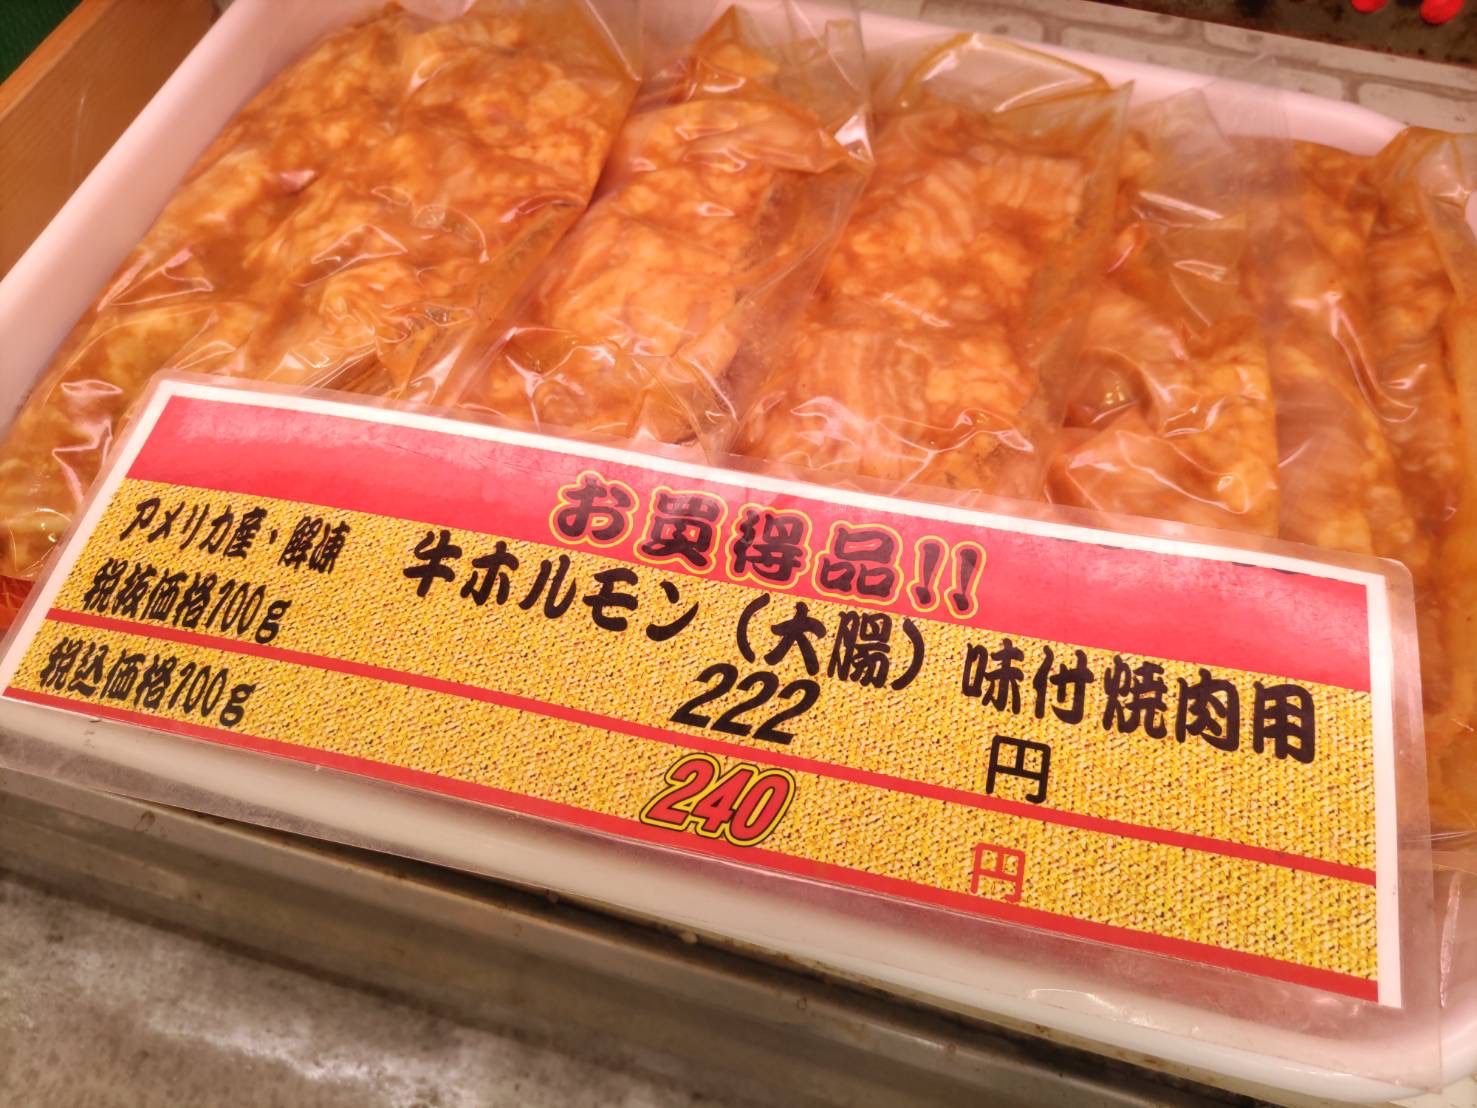 お買得品!!
アメリカ産・解凍 牛ホルモン（大腸）味付焼肉用
税抜価格100g 222 円
税込価格100g 240 円